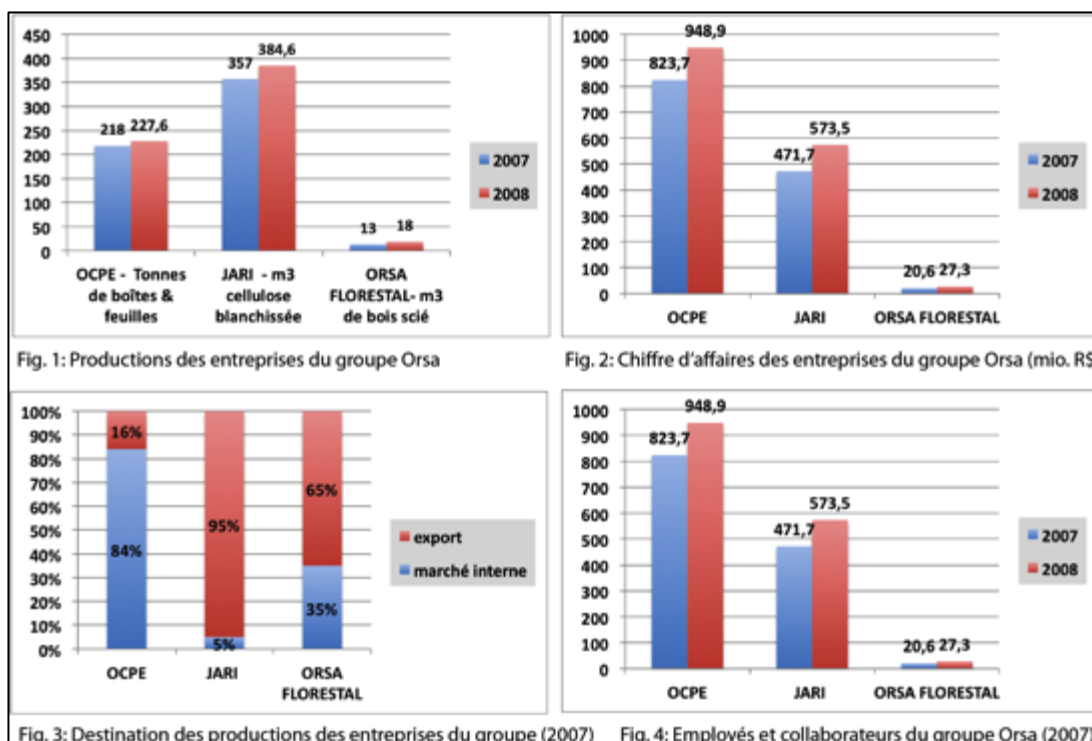 450
400
350
300
250
200
150
100
50
0
218
227,6
357
384,6
13
18
2007
2008
OCPE - Tonnes
de boîtes &
feuilles
JARI - m3
cellulose
blanchissée
ORSA
FLORESTAL- m3
de bois scié
Fig. 1: Productions des entreprises du groupe Orsa
1000
900
800
700
600
500
400
300
200
100
0
823,7
948,9
471,7
573,5
20,6
27,3
2007
2008
OCPE
JARI
ORSA FLORESTAL
Fig. 2: Chiffre d'affaires des entreprises du groupe Orsa (mio. R$
100%
90%
80%
70%
60%
50%
40%
30%
20%
10%
0%
16%
84%
95%
5%
65%
35%
export
marché interne
OCPE
JARI
ORSA
FLORESTAL
Fig. 3: Destination des productions des entreprises du groupe (2007)
1000
900
800
700
600
500
400
300
200
100
0
823,7
948,9
471,7
573,5
20,6
27,3
2007
2008
OCPE
JARI
ORSA FLORESTAL
Fig. 4: Employés et collaborateurs du groupe Orsa (2007)